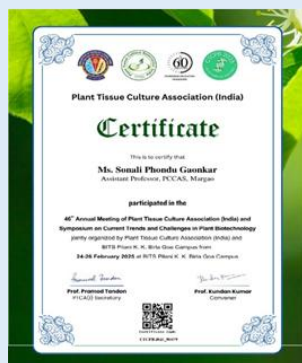 Plant Tissue Culture Association (India)
Certificate
This is to certify that
Ms. Sonali Phondu Gaonkar
Assistant Professor, PCCAS, Margao
participated in the
46th Annual Meeting of Plant Tissue Culture Association (India) and
Symposium on Current Trends and Challenges in Plant Biotechnology
jointly organized by Plant Tissue Culture Association (India) and
BITS Pilani K. K. Birla Goa Campus from
24-26 February 2025 at BITS Pilani K. K. Birla Goa Campus
Prof. Pramod Tandon
PTCA(I) Secretary
Prof. Kundan Kumar
Convener